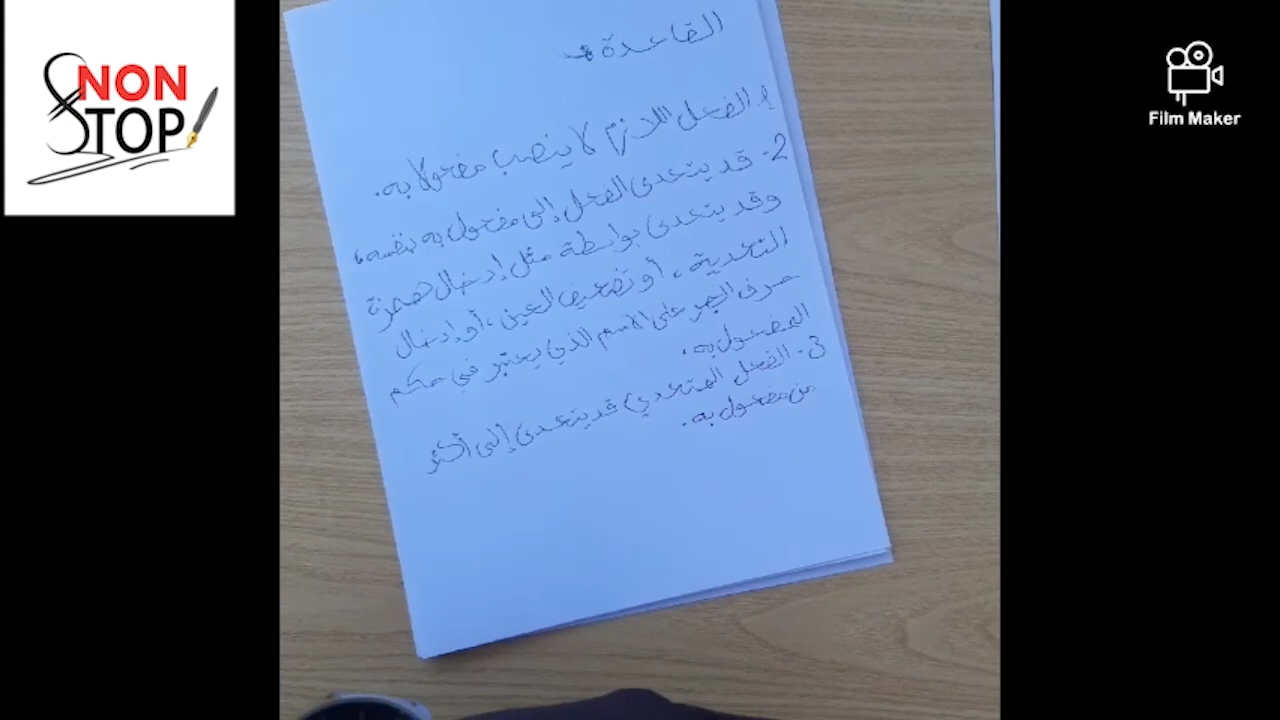 NON
STOP
Film Maker
القاعدة:
1. الفعل اللازم لا ينصب مفعولا به.
2- قد يتعدى الفعل إلى مفعول به بنفسه،
وقد يتعدى بواسطة مثل إدخال همزة
التعدية، أو تضعيف العين، أو إدخال
حرف الجر على الاسم الذي يعتبر في حكم
المفعول به.
3- الفعل المتعدي قد يتعدى إلى أكثر
من مفعول به.